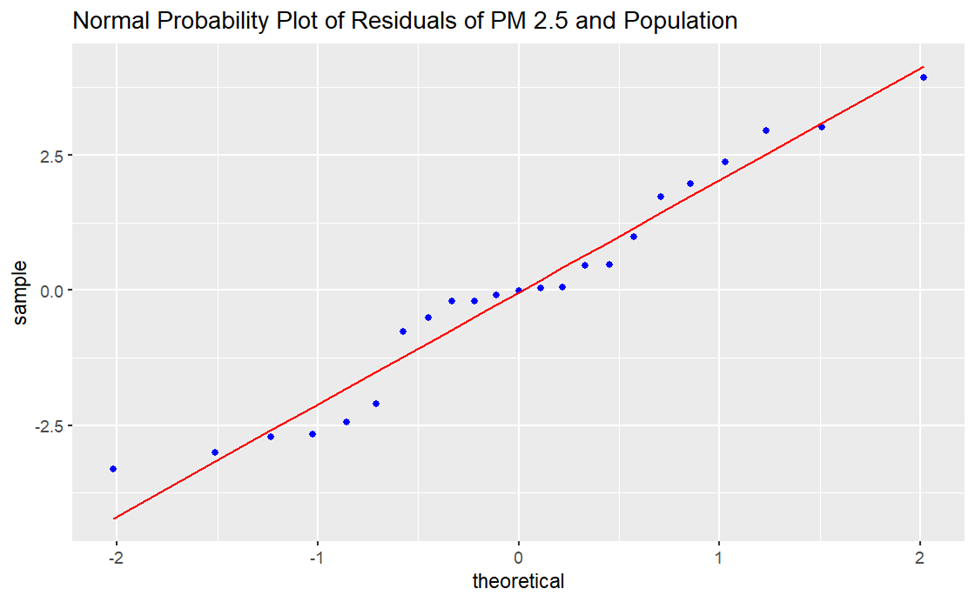 Normal Probability Plot of Residuals of PM 2.5 and Population
sample
2.5
0.0
-2.5
-2
-1
0
1
2
theoretical